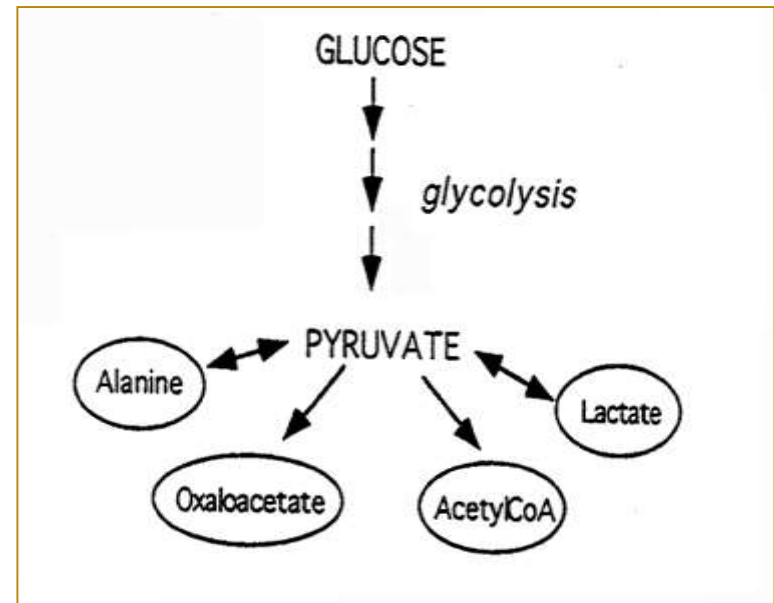 GLUCOSE
glycolysis
PYRUVATE
Alanine
Lactate
Oxaloacetate
AcetylCoA